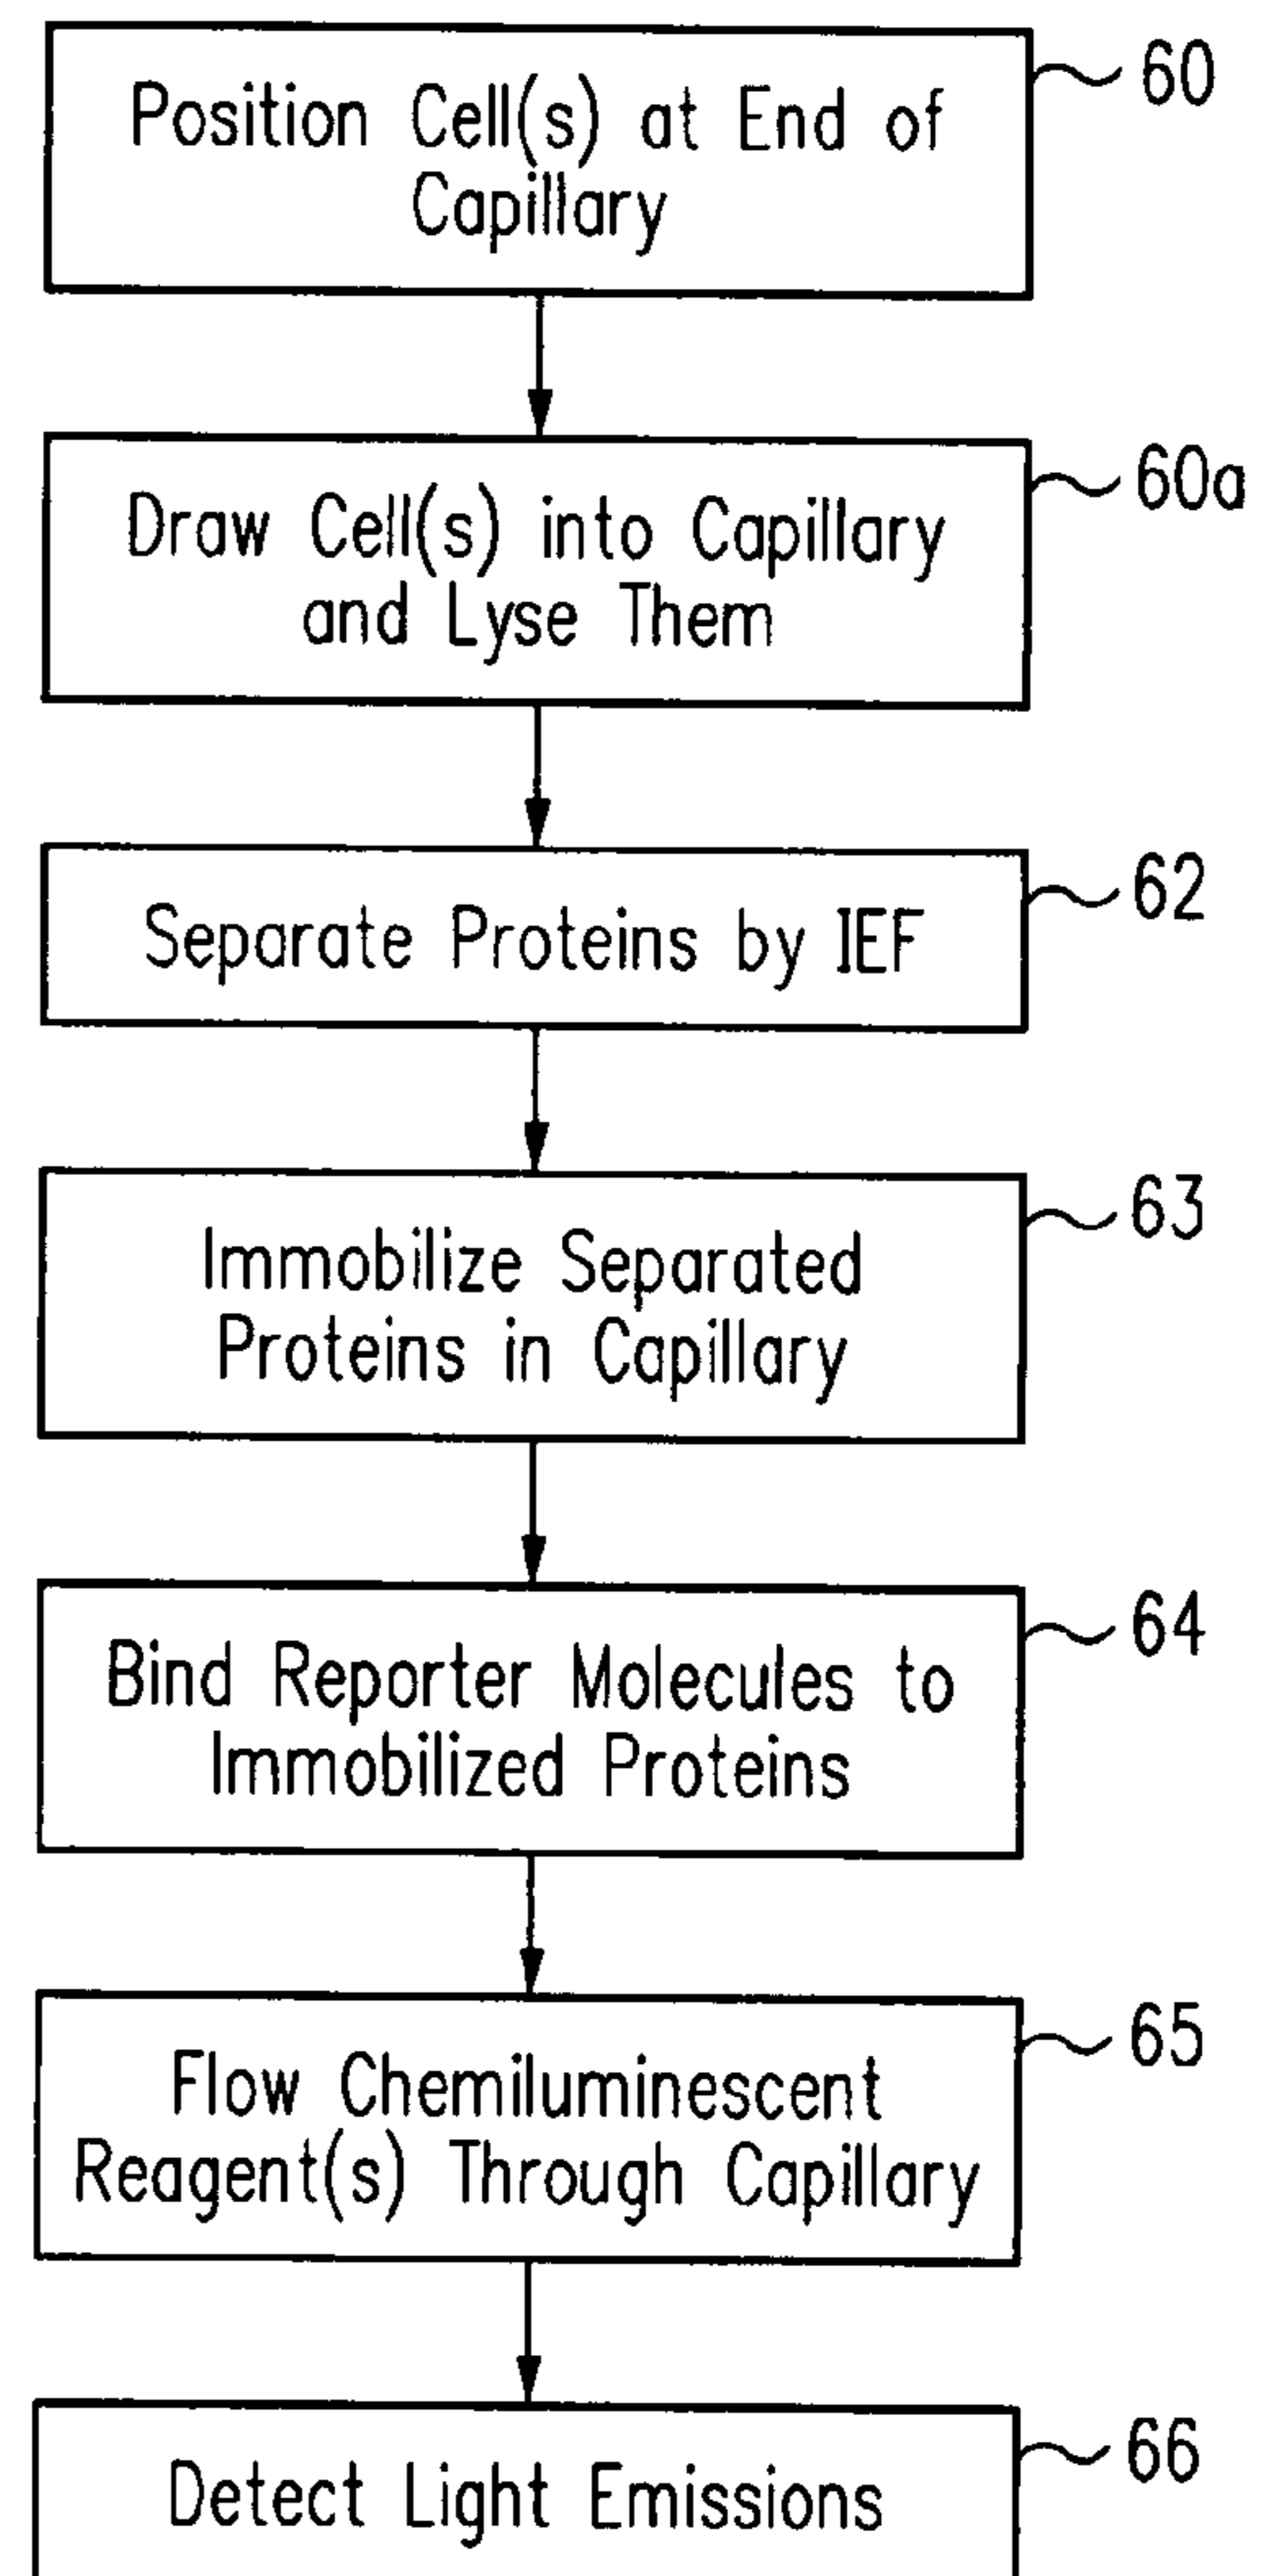 Position Cell(s) at End of
Capillary
60
Draw Cell(s) into Capillary
and Lyse Them
60a
Separate Proteins by IEF
62
Immobilize Separated
Proteins in Capillary
63
Bind Reporter Molecules to
Immobilized Proteins
64
Flow Chemiluminescent
Reagent(s) Through Capillary
65
Detect Light Emissions
66